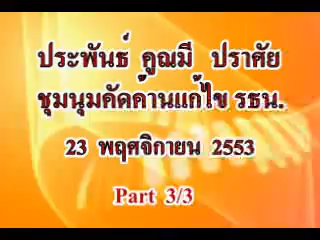 ประพันธ์ คูณมี ปราศัย
ชุมนุมคัดค้านแก้ไข รธน.
23 พฤศจิกายน 2553
Part 3/3